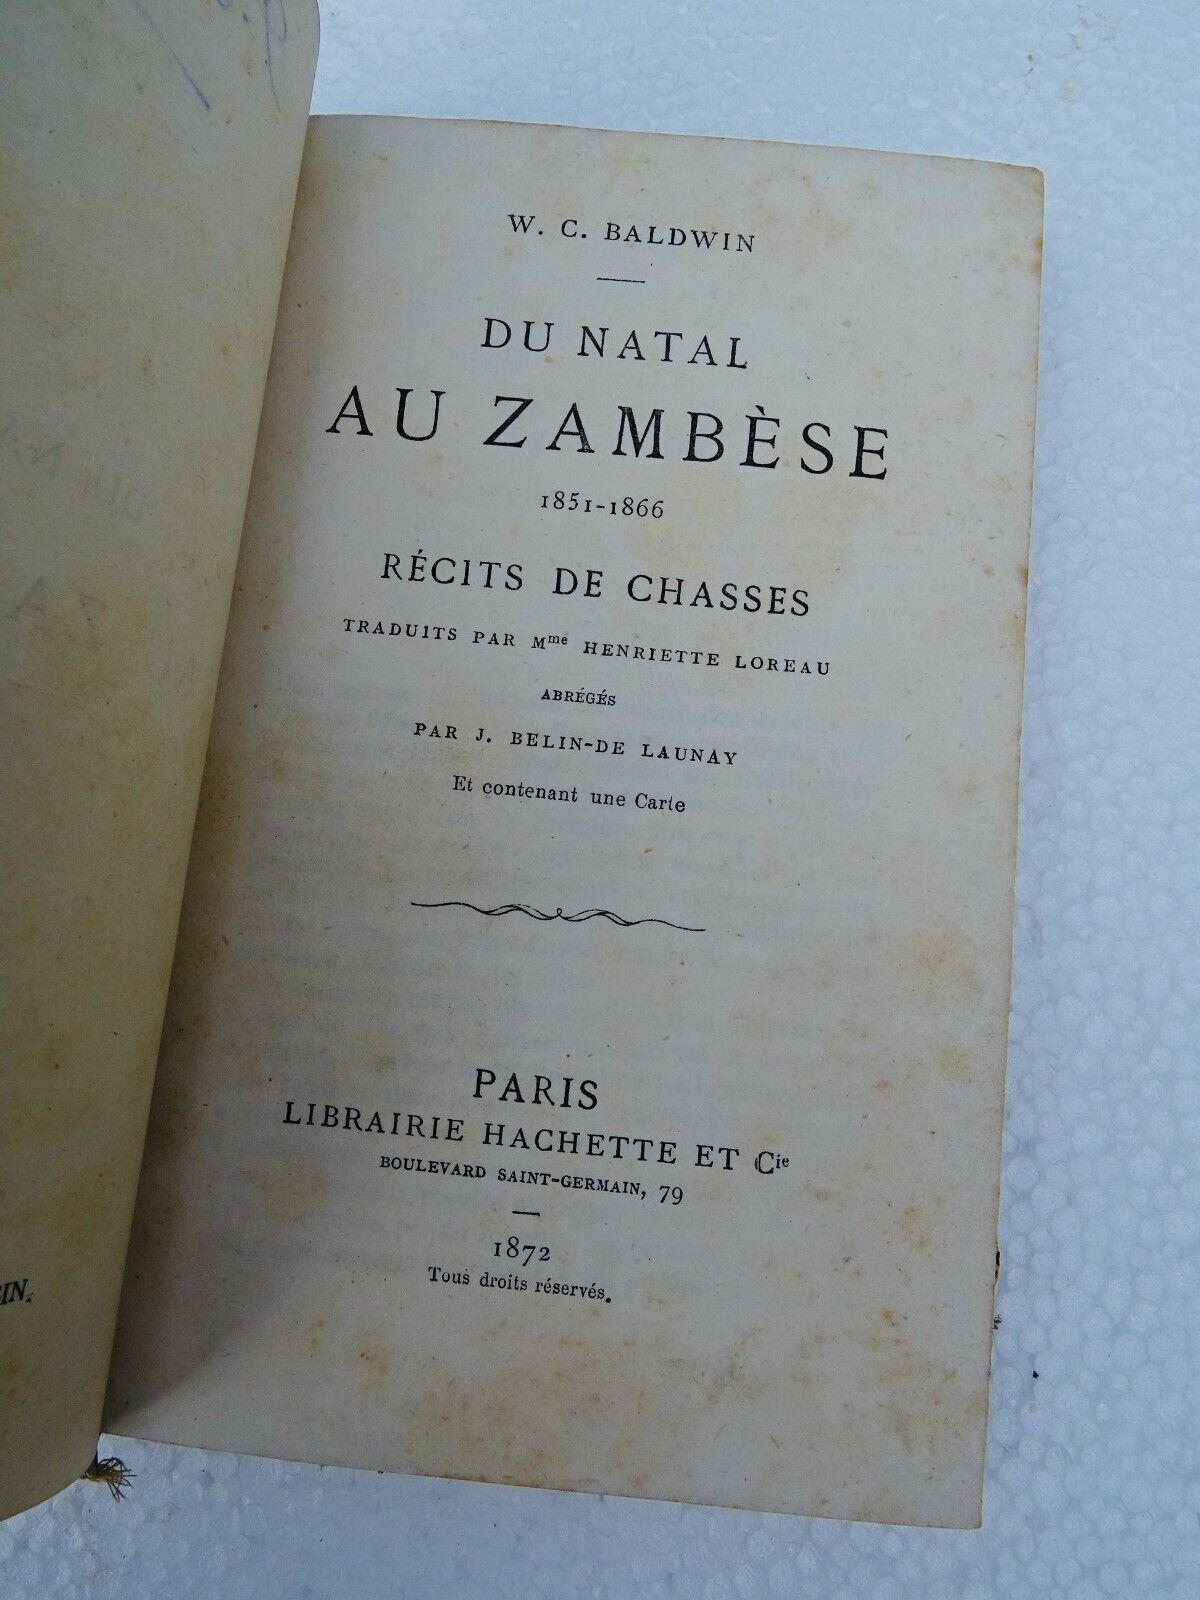 W. C. BALDWIN
DU NATAL
AU ZAMBÈSE
1851-1866
RÉCITS DE CHASSES
TRADUITS PAR Mme HENRIETTE LOREAU
ABRÉGÉS
PAR J. BELIN-DE LAUNAY
Et contenant une Carte
PARIS
LIBRAIRIE HACHETTE ET Cie
BOULEVARD SAINT-GERMAIN, 79
1872
Tous droits réservés.